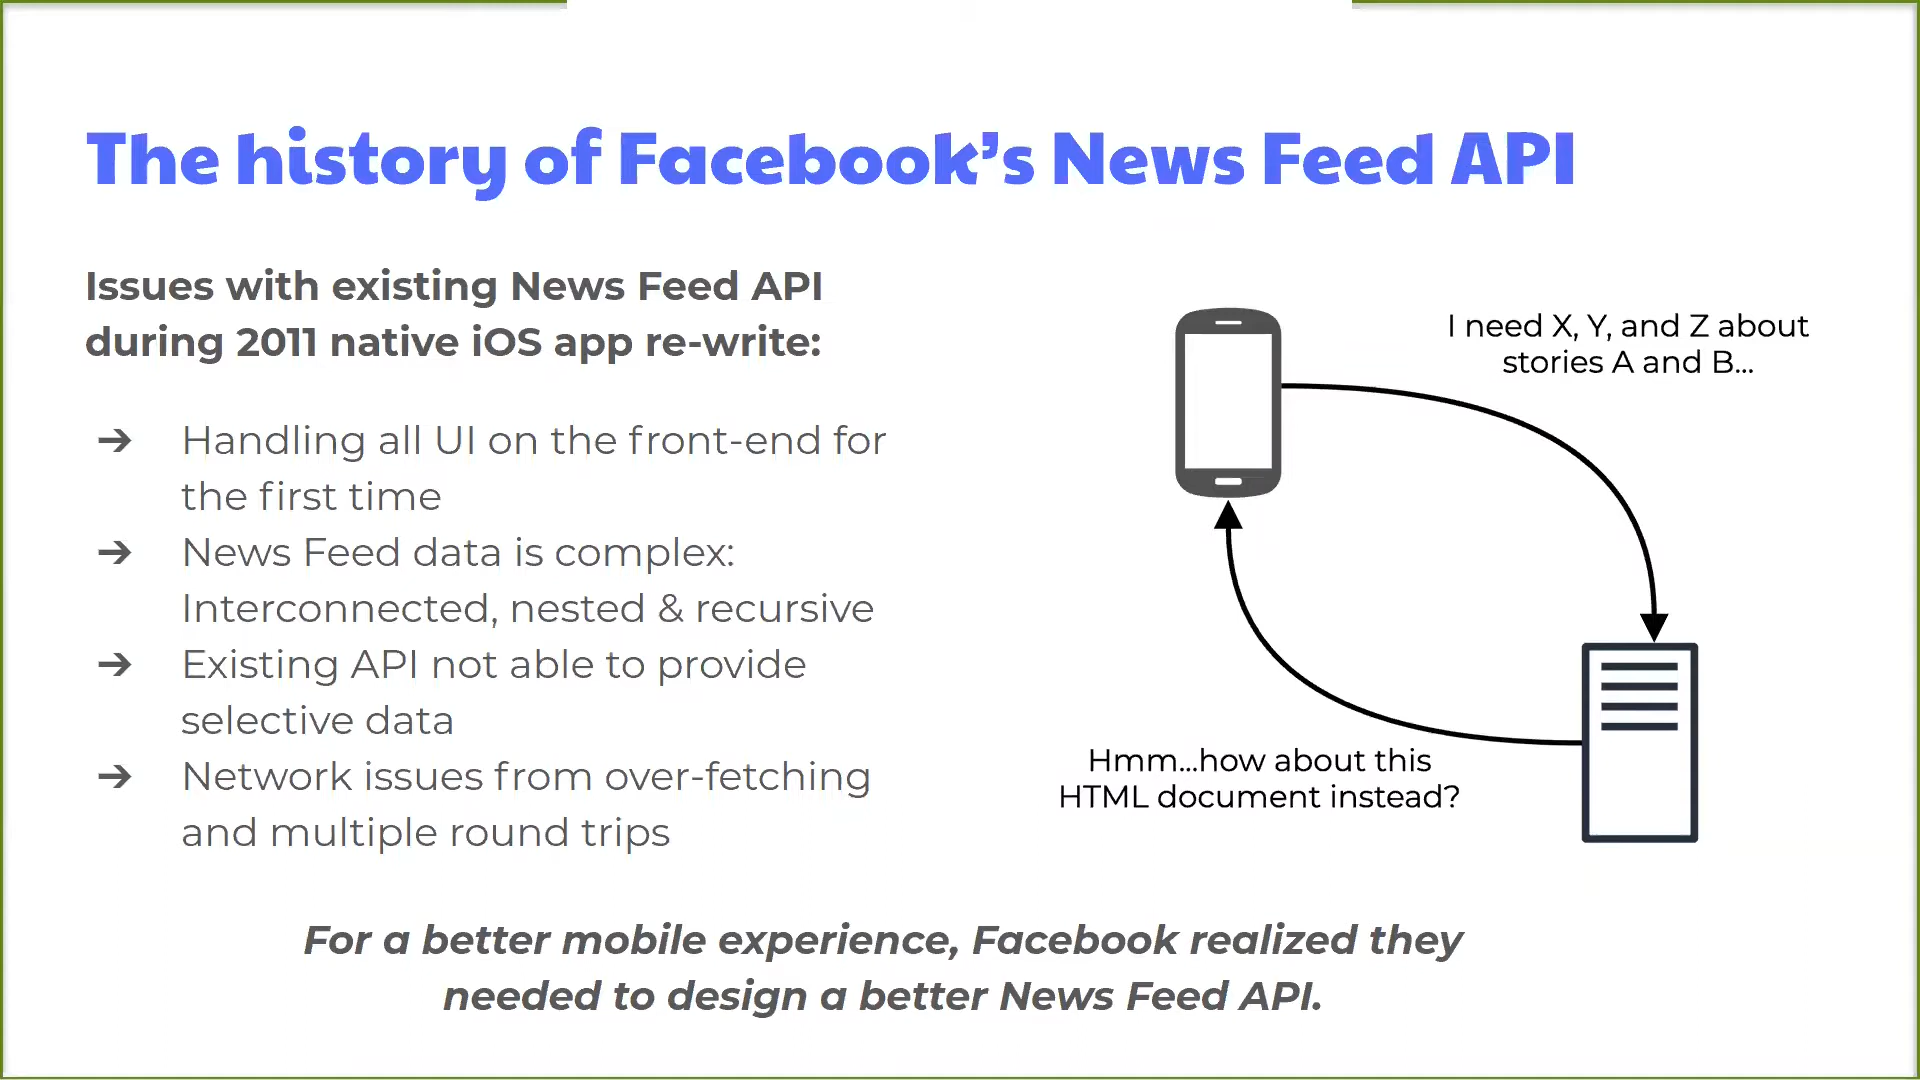 The history of Facebook’s News Feed API
Issues with existing News Feed API
during 2011 native iOS app re-write:
➔ Handling all UI on the front-end for
the first time
➔ News Feed data is complex:
Interconnected, nested & recursive
➔ Existing API not able to provide
selective data
➔ Network issues from over-fetching
and multiple round trips
I need X, Y, and Z about
stories A and B...
Hmm...how about this
HTML document instead?
For a better mobile experience, Facebook realized they
needed to design a better News Feed API.